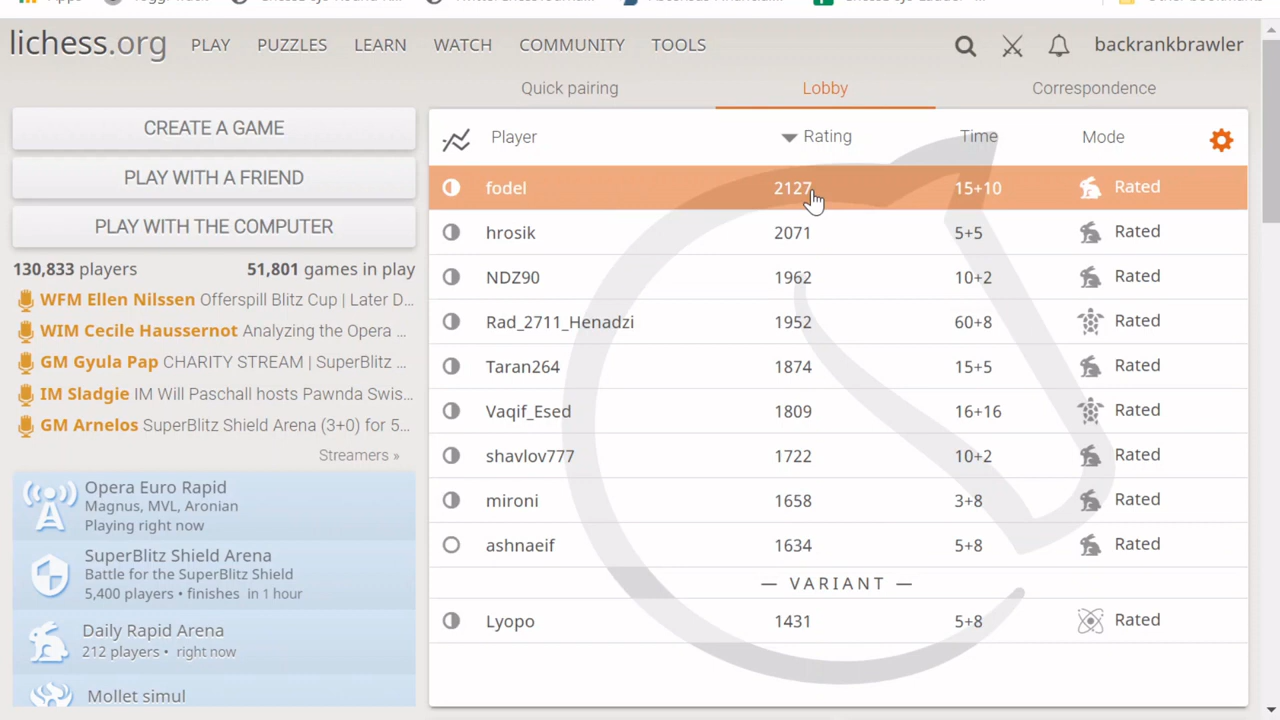 Apps
lichess.org PLAY PUZZLES LEARN WATCH COMMUNITY TOOLS backrankbrawler
Quick pairing Lobby Correspondence
CREATE A GAME
PLAY WITH A FRIEND
PLAY WITH THE COMPUTER
130,833 players 51,801 games in play
WFM Ellen Nilssen Offerspill Blitz Cup | Later D...
WIM Cecile Haussernot Analyzing the Opera ...
GM Gyula Pap CHARITY STREAM | SuperBlitz ...
IM Sladgie IM Will Paschall hosts Pawnda Swis...
GM Arnelos SuperBlitz Shield Arena (3+0) for 5...
Streamers »
Opera Euro Rapid
Magnus, MVL, Aronian
Playing right now
SuperBlitz Shield Arena
Battle for the SuperBlitz Shield
5,400 players • finishes in 1 hour
Daily Rapid Arena
212 players • right now
Mollet simul
Player Rating Time Mode
fodel 2127 15+10 Rated
hrosik 2071 5+5 Rated
NDZ90 1962 10+2 Rated
Rad_2711_Henadzi 1952 60+8 Rated
Taran264 1874 15+5 Rated
Vaqif_Esed 1809 16+16 Rated
shavlov777 1722 10+2 Rated
mironi 1658 3+8 Rated
ashnaeif 1634 5+8 Rated
— VARIANT —
Lyopo 1431 5+8 Rated